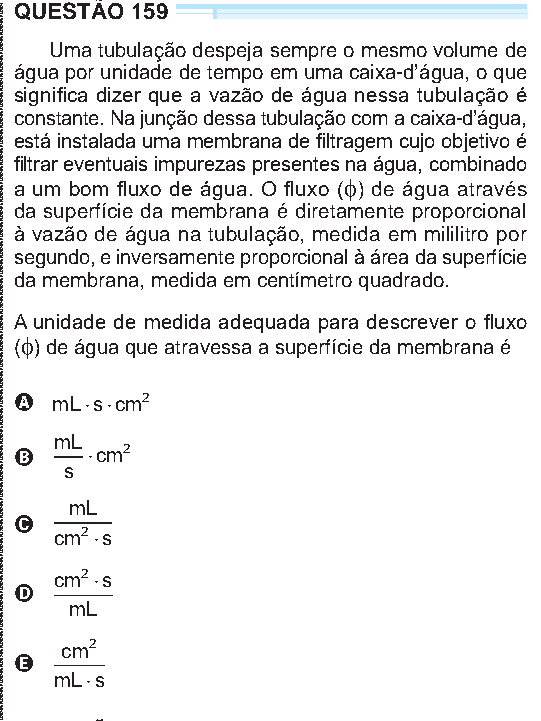 QUESTÃO 159
Uma tubulação despeja sempre o mesmo volume de
água por unidade de tempo em uma caixa-d'água, o que
significa dizer que a vazão de água nessa tubulação é
constante. Na junção dessa tubulação com a caixa-d'água,
está instalada uma membrana de filtragem cujo objetivo é
filtrar eventuais impurezas presentes na água, combinado
a um bom fluxo de água. O fluxo (ϕ) de água através
da superfície da membrana é diretamente proporcional
à vazão de água na tubulação, medida em mililitro por
segundo, e inversamente proporcional à área da superfície
da membrana, medida em centímetro quadrado.
A unidade de medida adequada para descrever o fluxo
(ϕ) de água que atravessa a superfície da membrana é
A mL · s · cm²
B mL/s · cm²
C mL/(cm² · s)
D (cm² · s)/mL
E cm²/(mL · s)